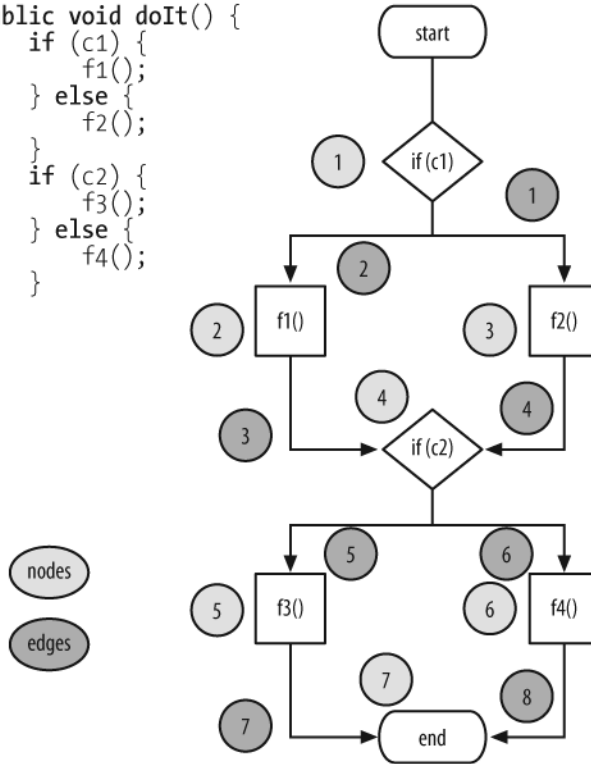 blic void doIt() {
if (c1) {
f1();
} else {
f2();
}
if (c2) {
f3();
} else {
f4();
}
start
1
if (c1)
1
2
2
f1()
3
f2()
4
3
4
if (c2)
5
6
nodes
5
f3()
6
f4()
edges
7
7
8
end